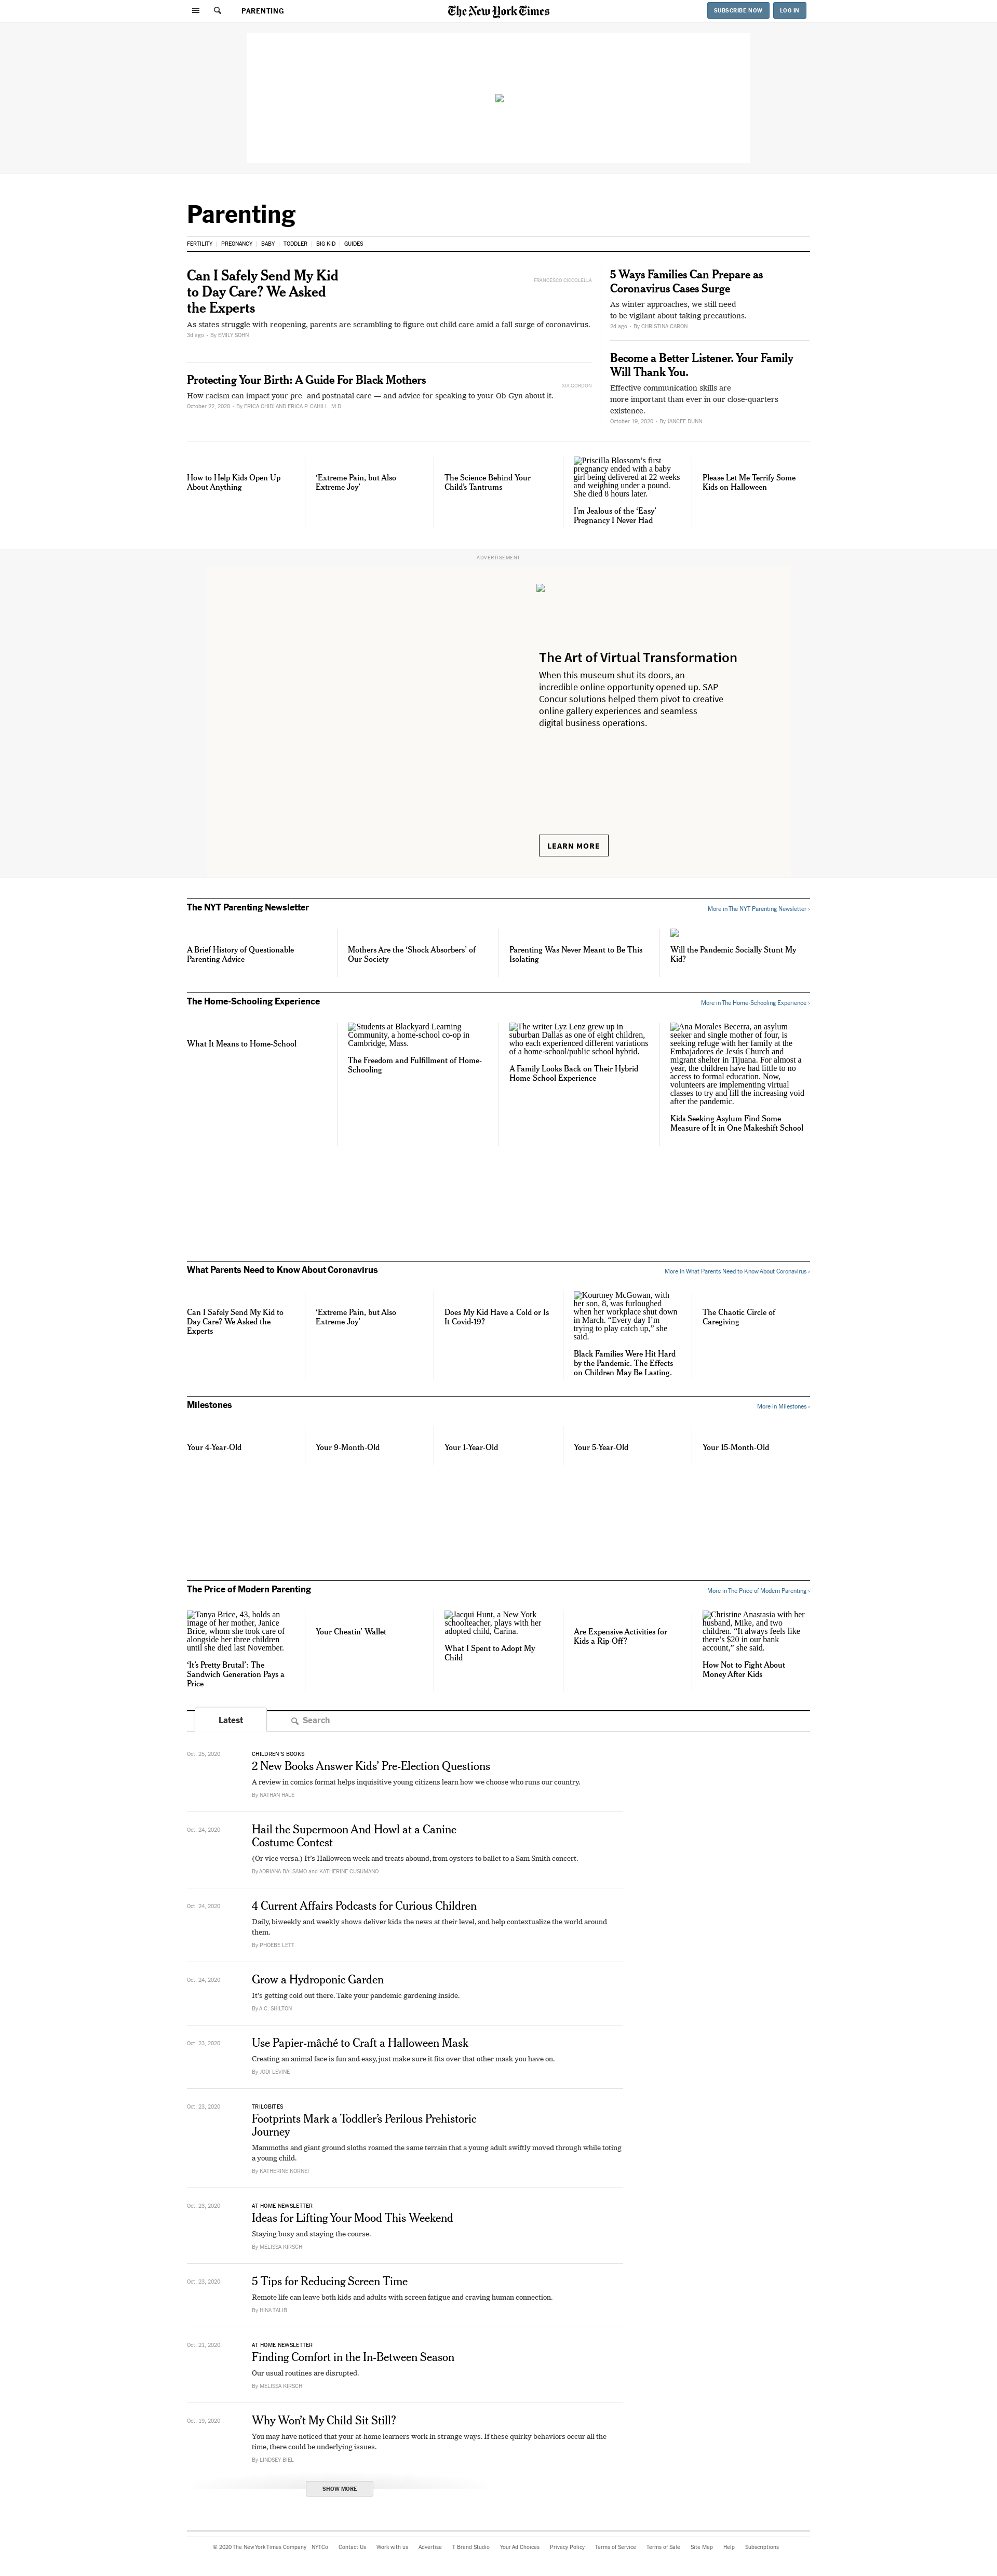 PARENTING
The New York Times
SUBSCRIBE NOW
LOG IN
Parenting
FERTILITY
PREGNANCY
BABY
TODDLER
BIG KID
GUIDES
Can I Safely Send My Kid
to Day Care? We Asked
the Experts
FRANCESCO CICCOLELLA
As states struggle with reopening, parents are scrambling to figure out child care amid a fall surge of coronavirus.
3d ago - By EMILY SOHN
Protecting Your Birth: A Guide For Black Mothers
NIA GORDON
How racism can impact your pre- and postnatal care — and advice for speaking to your Ob-Gyn about it.
October 22, 2020 - By ERICA CHIDI AND ERICA P. CAHILL, M.D.
5 Ways Families Can Prepare as
Coronavirus Cases Surge
As winter approaches, we still need
to be vigilant about taking precautions.
2d ago - By CHRISTINA CARON
Become a Better Listener. Your Family
Will Thank You.
Effective communication skills are
more important than ever in our close-quarters
existence.
October 19, 2020 - By JANCEE DUNN
How to Help Kids Open Up
About Anything
‘Extreme Pain, but Also
Extreme Joy’
The Science Behind Your
Child’s Tantrums
Priscilla Blossom’s first
pregnancy ended with a baby
girl being delivered at 22 weeks
and weighing under a pound.
She died 8 hours later.
I’m Jealous of the ‘Easy’
Pregnancy I Never Had
Please Let Me Terrify Some
Kids on Halloween
ADVERTISEMENT
The Art of Virtual Transformation
When this museum shut its doors, an
incredible online opportunity opened up. SAP
Concur solutions helped them pivot to creative
online gallery experiences and seamless
digital business operations.
LEARN MORE
The NYT Parenting Newsletter
More in The NYT Parenting Newsletter ›
A Brief History of Questionable
Parenting Advice
Mothers Are the ‘Shock Absorbers’ of
Our Society
Parenting Was Never Meant to Be This
Isolating
Will the Pandemic Socially Stunt My
Kid?
The Home-Schooling Experience
More in The Home-Schooling Experience ›
What It Means to Home-School
Students at Blackyard Learning
Community, a home-school co-op in
Cambridge, Mass.
The Freedom and Fulfillment of Home-
Schooling
The writer Lyz Lenz grew up in
suburban Dallas as one of eight children,
who each experienced different variations
of a home-school/public school hybrid.
A Family Looks Back on Their Hybrid
Home-School Experience
Ana Morales Becerra, an asylum
seeker and single mother of four, is
seeking refuge with her family at the
Embajadores de Jesús Church and
migrant shelter in Tijuana. For almost a
year, the children have had little to no
access to formal education. Now,
volunteers are implementing virtual
classes to try and fill the increasing void
after the pandemic.
Kids Seeking Asylum Find Some
Measure of It in One Makeshift School
What Parents Need to Know About Coronavirus
More in What Parents Need to Know About Coronavirus ›
Can I Safely Send My Kid to
Day Care? We Asked the
Experts
‘Extreme Pain, but Also
Extreme Joy’
Does My Kid Have a Cold or Is
It Covid-19?
Kourtney McGowan, with
her son, 8, was furloughed
when her workplace shut down
in March. “Every day I’m
trying to play catch up,” she
said.
Black Families Were Hit Hard
by the Pandemic. The Effects
on Children May Be Lasting.
The Chaotic Circle of
Caregiving
Milestones
More in Milestones ›
Your 4-Year-Old
Your 9-Month-Old
Your 1-Year-Old
Your 5-Year-Old
Your 15-Month-Old
The Price of Modern Parenting
More in The Price of Modern Parenting ›
Tanya Brice, 43, holds an
image of her mother, Janice
Brice, whom she took care of
alongside her three children
until she died last November.
‘It’s Pretty Brutal’: The
Sandwich Generation Pays a
Price
Your Cheatin’ Wallet
Jacqui Hunt, a New York
schoolteacher, plays with her
adopted child, Carina.
What I Spent to Adopt My
Child
Are Expensive Activities for
Kids a Rip-Off?
Christine Anastasia with her
husband, Mike, and two
children. “It always feels like
there’s $20 in our bank
account,” she said.
How Not to Fight About
Money After Kids
Latest
Search
Oct. 25, 2020
CHILDREN’S BOOKS
2 New Books Answer Kids’ Pre-Election Questions
A review in comics format helps inquisitive young citizens learn how we choose who runs our country.
By NATHAN HALE
Oct. 24, 2020
Hail the Supermoon And Howl at a Canine
Costume Contest
(Or vice versa.) It’s Halloween week and treats abound, from oysters to ballet to a Sam Smith concert.
By ADRIANA BALSAMO and KATHERINE CUSUMANO
Oct. 24, 2020
4 Current Affairs Podcasts for Curious Children
Daily, biweekly and weekly shows deliver kids the news at their level, and help contextualize the world around
them.
By PHOEBE LETT
Oct. 24, 2020
Grow a Hydroponic Garden
It’s getting cold out there. Take your pandemic gardening inside.
By A.C. SHILTON
Oct. 23, 2020
Use Papier-mâché to Craft a Halloween Mask
Creating an animal face is fun and easy, just make sure it fits over that other mask you have on.
By JODI LEVINE
Oct. 23, 2020
TRILOBITES
Footprints Mark a Toddler’s Perilous Prehistoric
Journey
Mammoths and giant ground sloths roamed the same terrain that a young adult swiftly moved through while toting
a young child.
By KATHERINE KORNEI
Oct. 23, 2020
AT HOME NEWSLETTER
Ideas for Lifting Your Mood This Weekend
Staying busy and staying the course.
By MELISSA KIRSCH
Oct. 23, 2020
5 Tips for Reducing Screen Time
Remote life can leave both kids and adults with screen fatigue and craving human connection.
By HINA TALIB
Oct. 21, 2020
AT HOME NEWSLETTER
Finding Comfort in the In-Between Season
Our usual routines are disrupted.
By MELISSA KIRSCH
Oct. 19, 2020
Why Won’t My Child Sit Still?
You may have noticed that your at-home learners work in strange ways. If these quirky behaviors occur all the
time, there could be underlying issues.
By LINDSEY BIEL
SHOW MORE
© 2020 The New York Times Company
NYTCo
Contact Us
Work with us
Advertise
T Brand Studio
Your Ad Choices
Privacy Policy
Terms of Service
Terms of Sale
Site Map
Help
Subscriptions